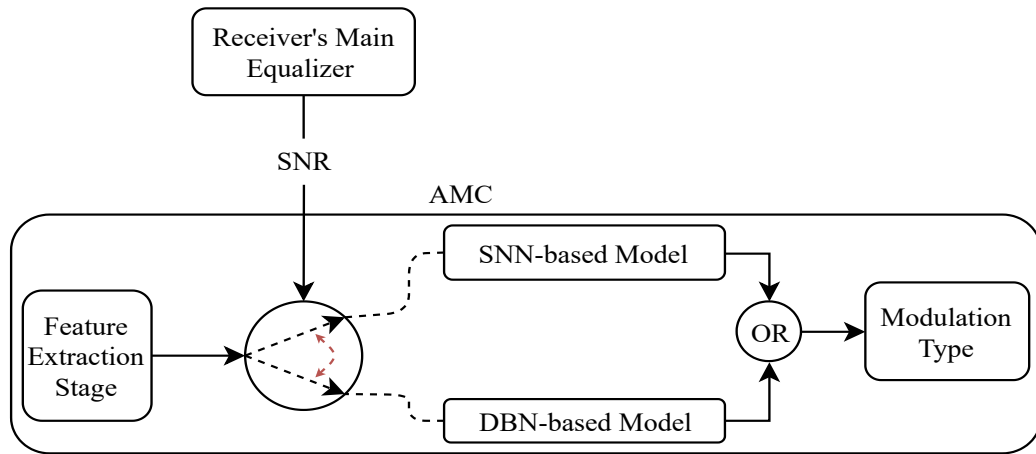 Receiver's Main
Equalizer
SNR
AMC
SNN-based Model
Feature
Extraction
Stage
OR
Modulation
Type
DBN-based Model